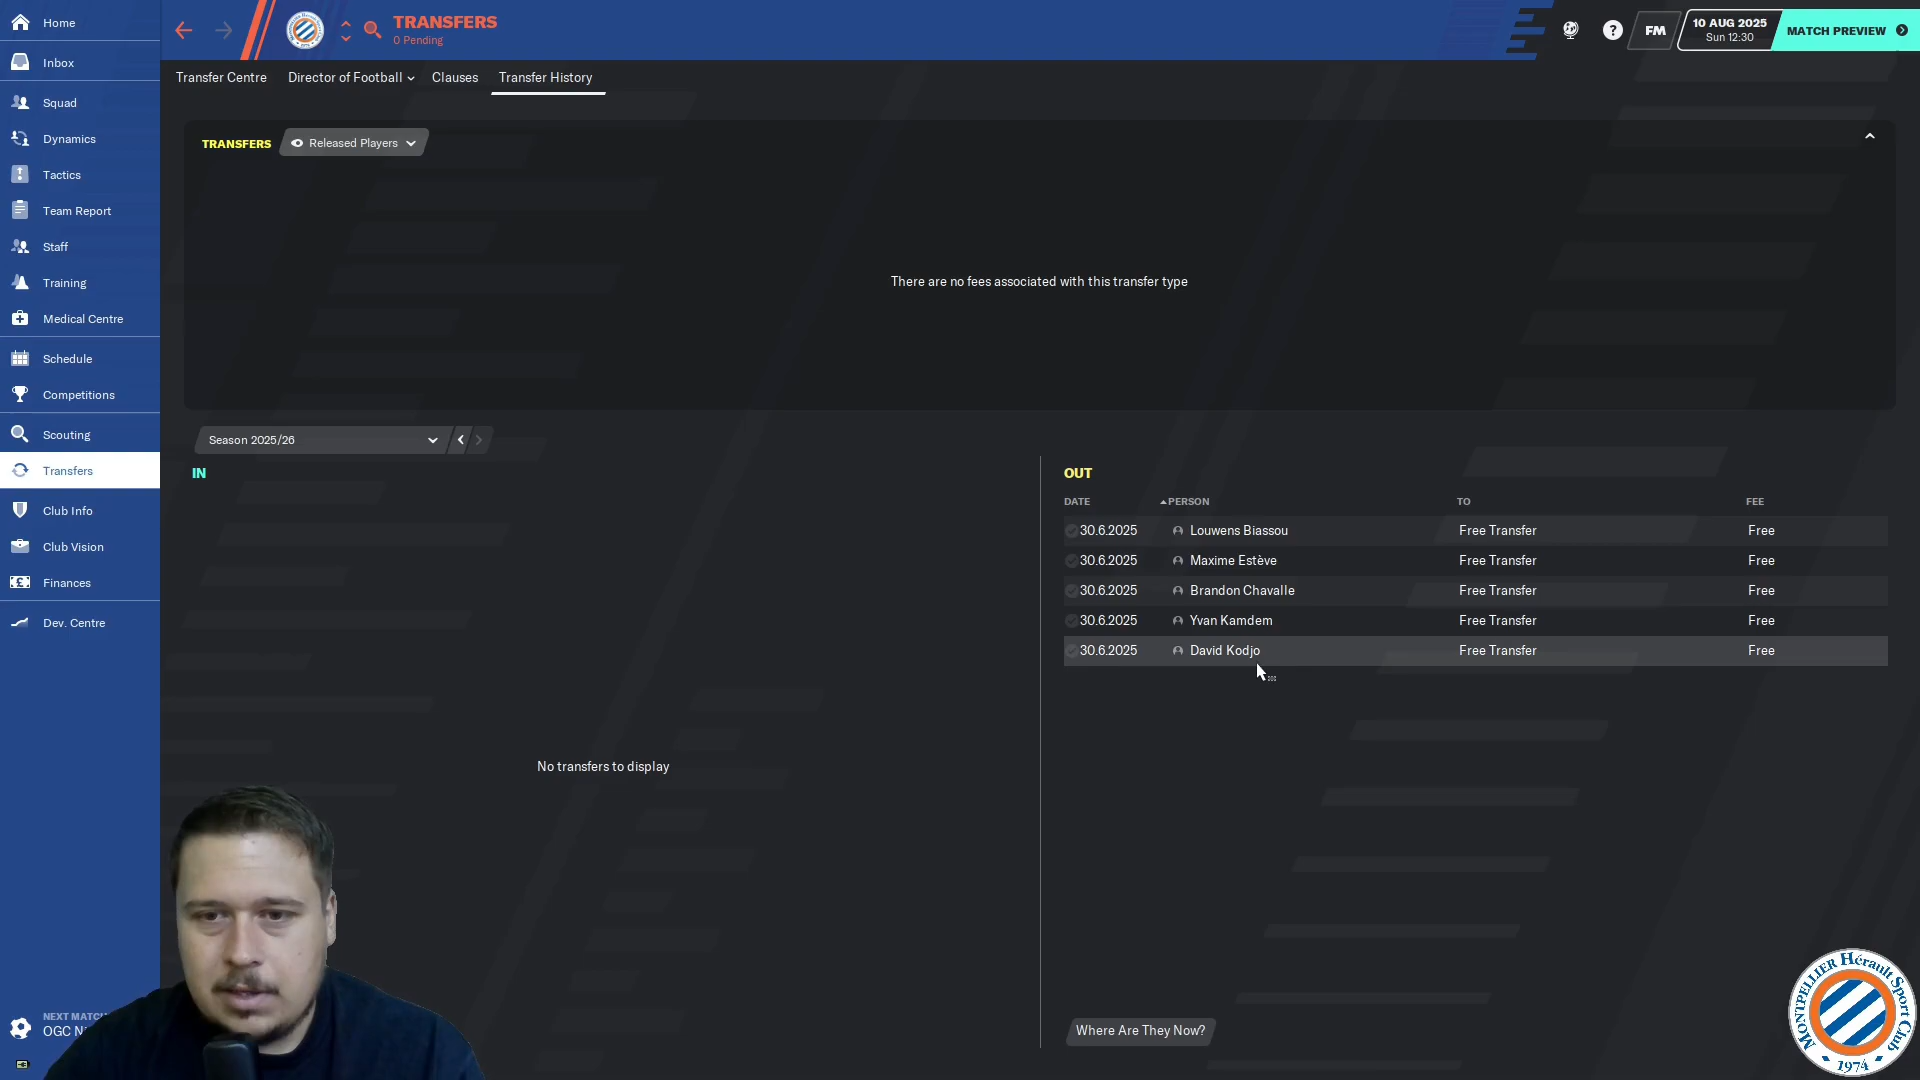 Home
Inbox
Squad
Dynamics
Tactics
Team Report
Staff
Training
Medical Centre
Schedule
Competitions
Scouting
Transfers
Club Info
Club Vision
Finances
Dev. Centre
NEXT MATCH
OGC N
TRANSFERS
0 Pending
?
FM
10 AUG 2025
Sun 12:30
MATCH PREVIEW
Transfer Centre
Director of Football
Clauses
Transfer History
TRANSFERS
Released Players
There are no fees associated with this transfer type
Season 2025/26
IN
No transfers to display
OUT
DATE PERSON TO FEE
30.6.2025 Louwens Biassou Free Transfer Free
30.6.2025 Maxime Estève Free Transfer Free
30.6.2025 Brandon Chavalle Free Transfer Free
30.6.2025 Yvan Kamdem Free Transfer Free
30.6.2025 David Kodjo Free Transfer Free
Where Are They Now?
MONTPELLIER Hérault Sport Club
1974